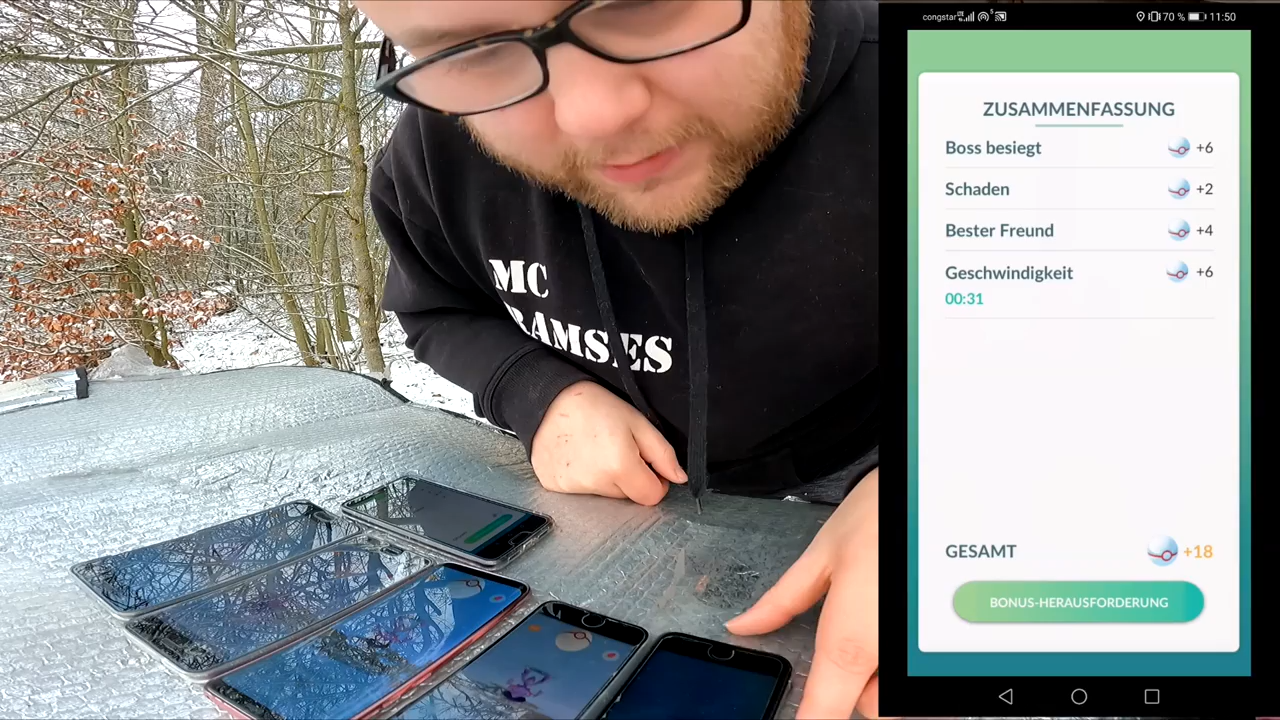 MC
RAMSES
congstar 70 % 11:50
ZUSAMMENFASSUNG
Boss besiegt +6
Schaden +2
Bester Freund +4
Geschwindigkeit +6
00:31
GESAMT +18
BONUS-HERAUSFORDERUNG